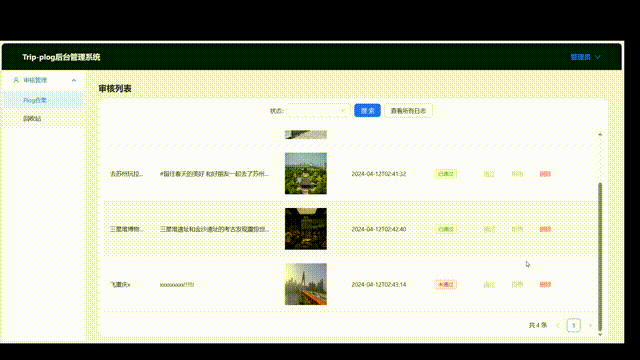 Trip-plog后台管理系统
管理员
审核管理
Plog合集
回收站
审核列表
状态:
搜 索
查看所有日志
去苏州玩拉... #留住春天的美好 和好朋友一起去了苏州... 2024-04-12T02:41:32 已通过 通过 拒绝 删除
三星堆博物... 三星堆遗址和金沙遗址的考古发现震惊世... 2024-04-12T02:42:40 已通过 通过 拒绝 删除
飞重庆x xxxxxxxx!!!!!! 2024-04-12T02:43:14 未通过 通过 拒绝 删除
共 4 条
1